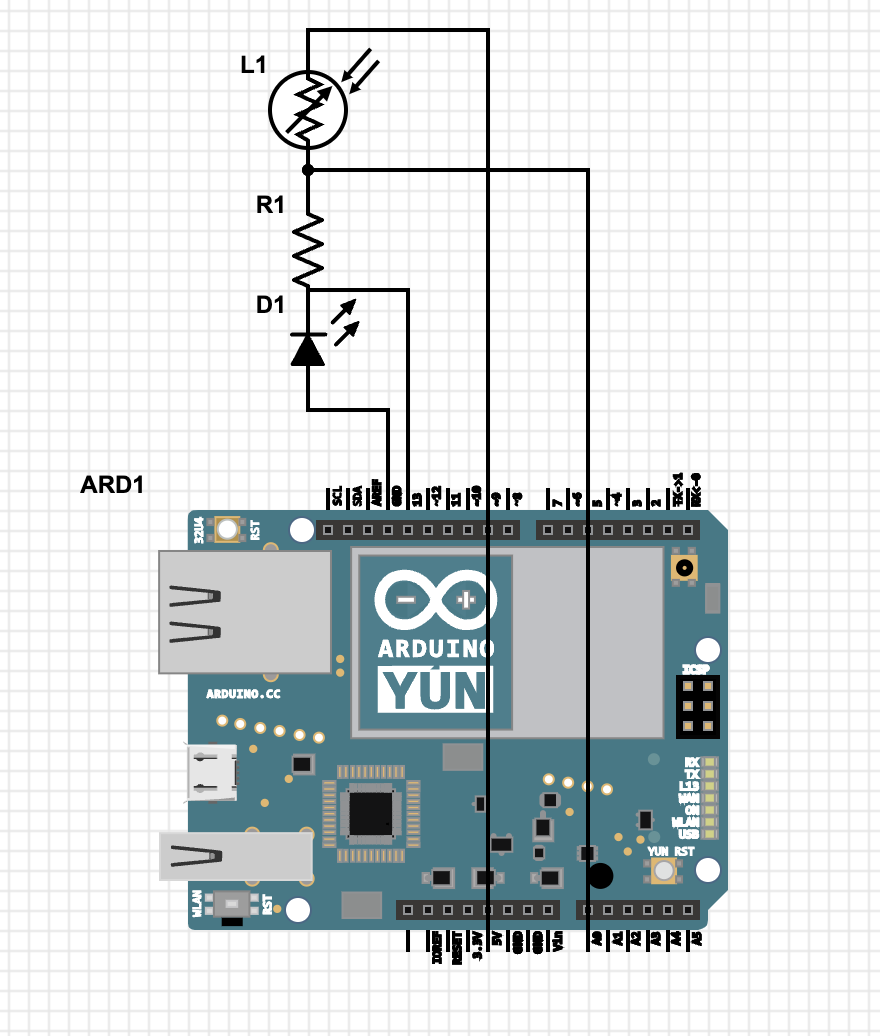 L1
R1
D1
ARD1
SCL
SDA
AREF
GND
13
~12
11
~10
~9
~8
7
~6
5
~4
3
2
TX->1
RX<-0
32U4
RST
ARDUINO
YÚN
ICSP
ARDUINO.CC
RX
TX
L13
WLAN
USB
YUN RST
WLAN
RST
IOREF
RESET
3.3V
5V
GND
GND
Vin
A0
A1
A2
A3
A4
A5